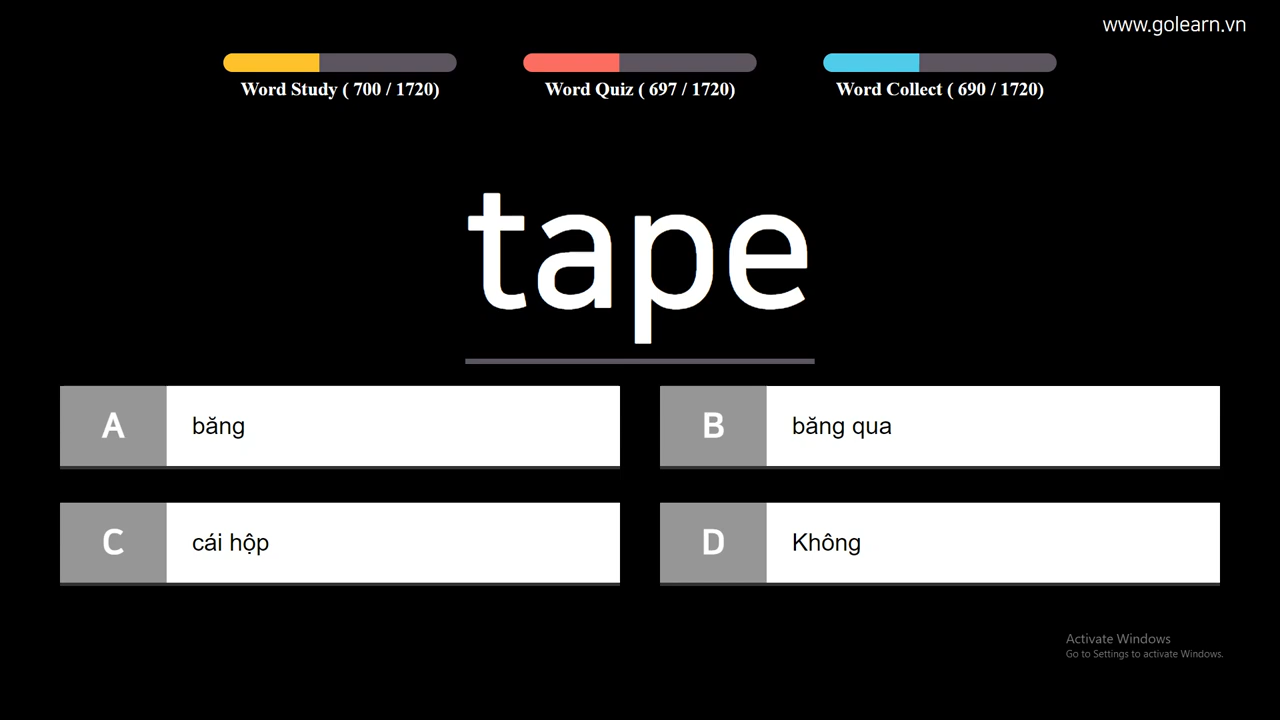 www.golearn.vn
Word Study ( 700 / 1720)
Word Quiz ( 697 / 1720)
Word Collect ( 690 / 1720)
tape
A băng
B băng qua
C cái hộp
D Không
Activate Windows
Go to Settings to activate Windows.